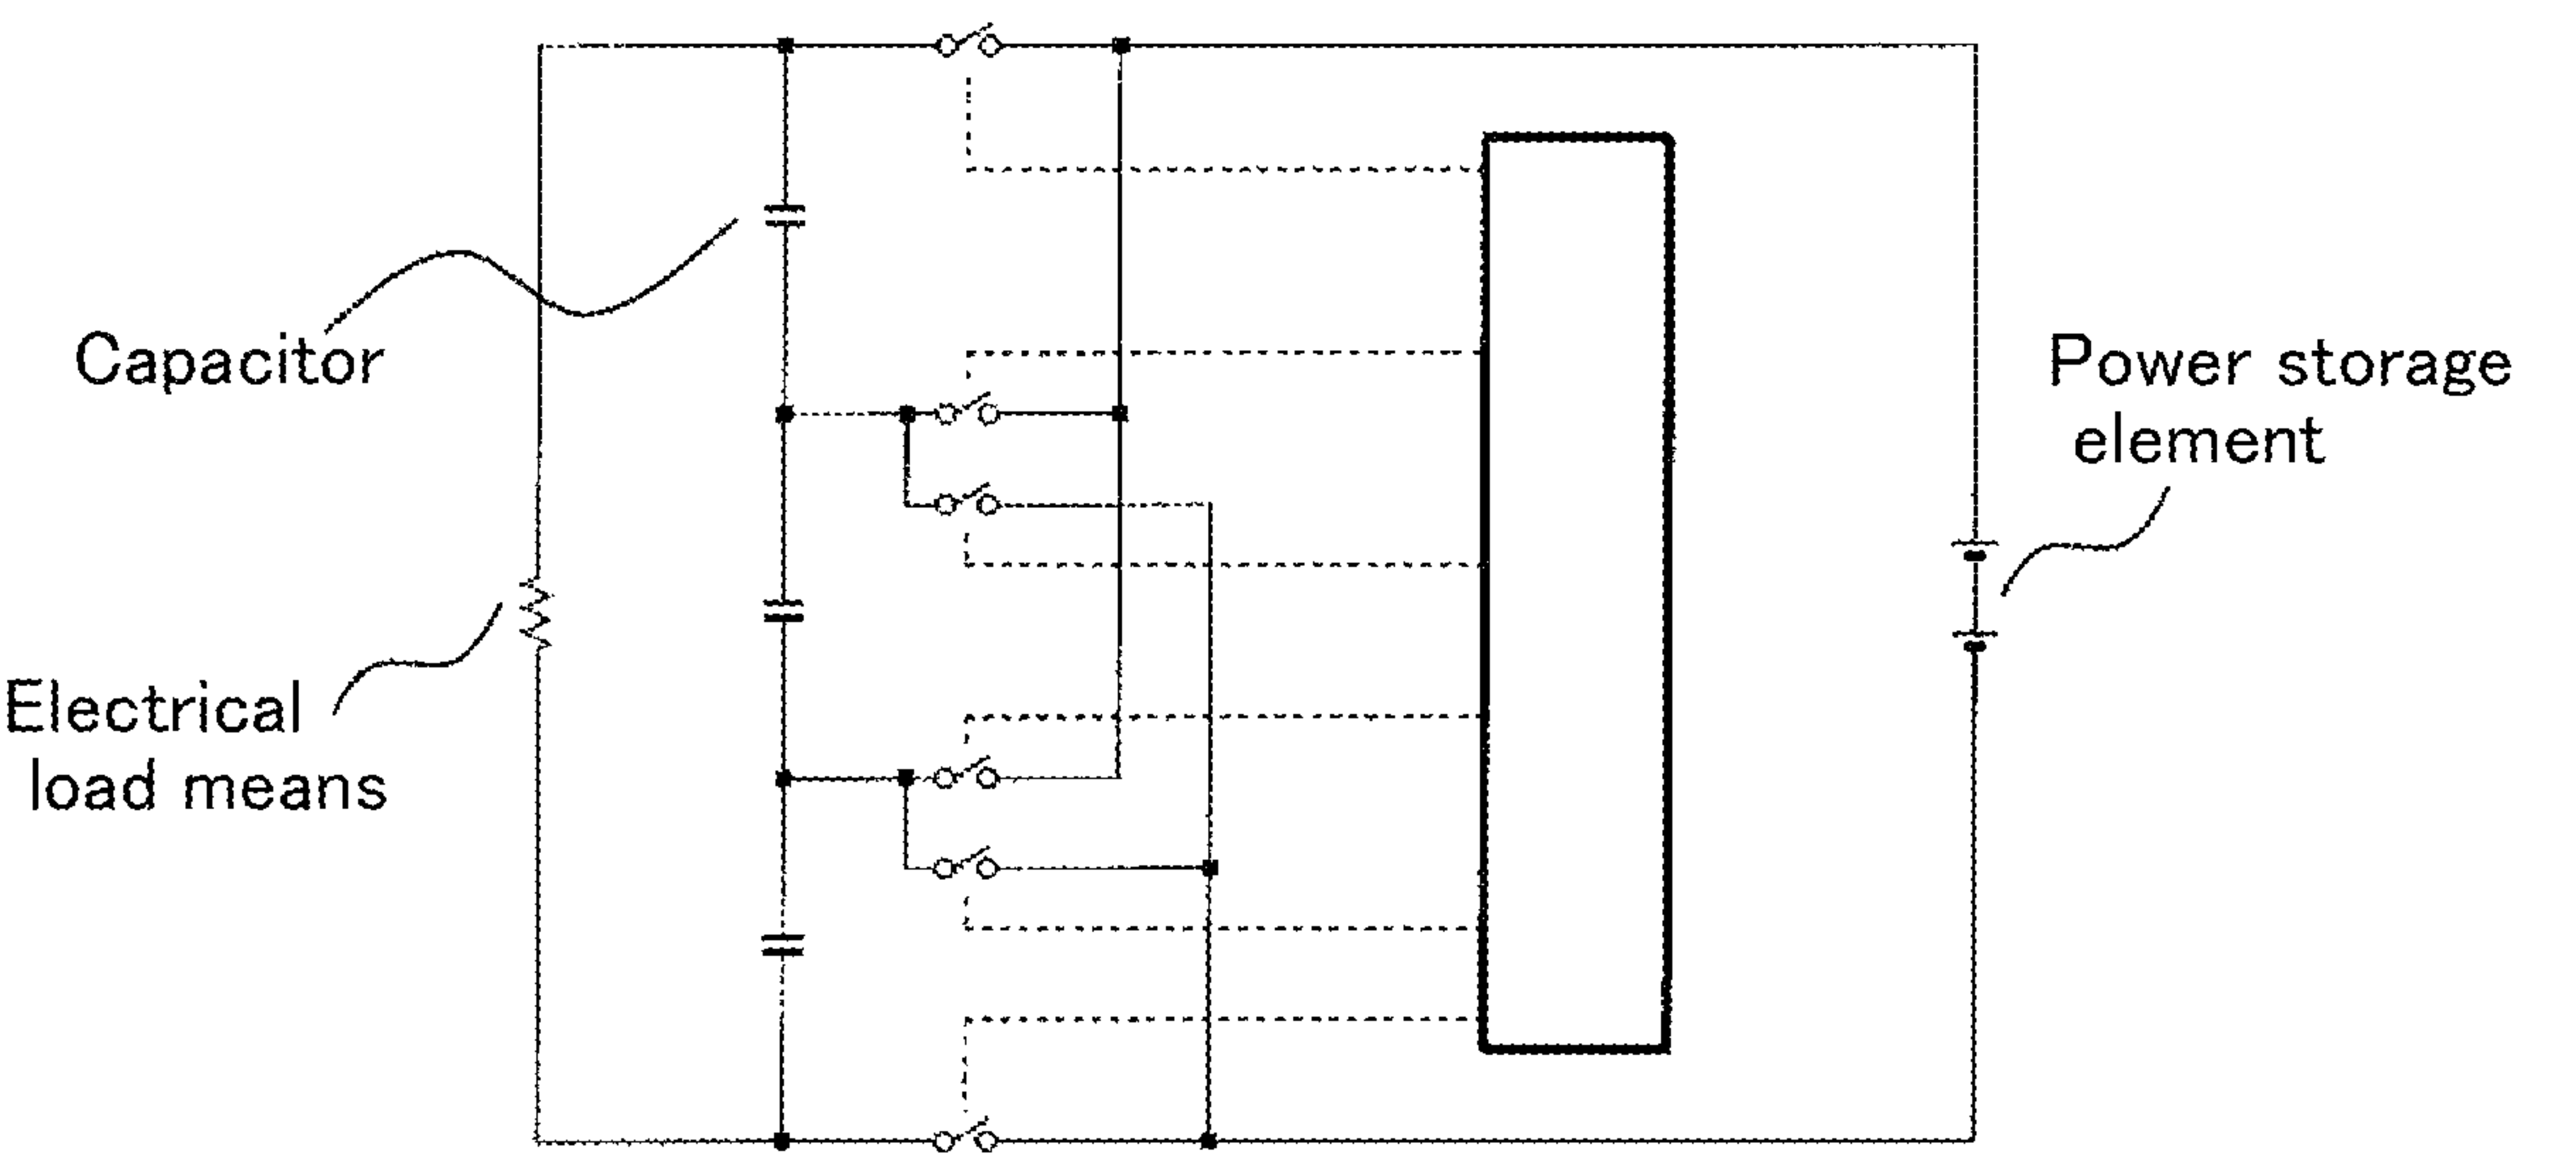 Capacitor
Power storage
element
Electrical
load means